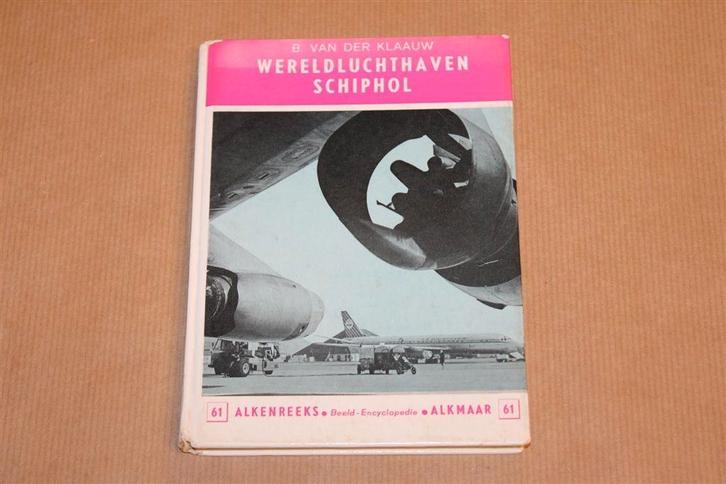 B. VAN DER KLAAUW
WERELDLUCHTHAVEN
SCHIPHOL
61 ALKENREEKS • Beeld-Encyclopedie • ALKMAAR 61